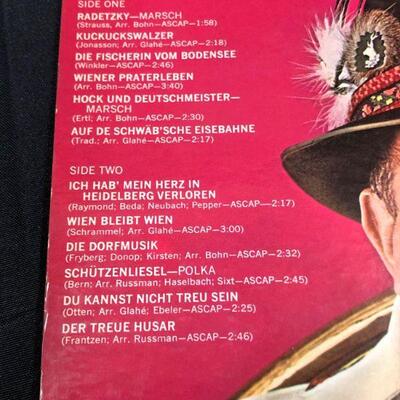 SIDE ONE
RADETZKY—MARSCH
(Strauss, Arr. Bohn—ASCAP—1:58)
KUCKUCKSWALZER
(Jonasson; Arr. Glahé—ASCAP—2:18)
DIE FISCHERIN VOM BODENSEE
(Winkler—ASCAP—2:46)
WIENER PRATERLEBEN
(Arr. Bohn—ASCAP—3:40)
HOCK UND DEUTSCHMEISTER—
MARSCH
(Ertl; Arr. Bohn—ASCAP—2:30)
AUF DE SCHWÄB'SCHE EISEBAHNE
(Trad.; Arr. Glahé—ASCAP—2:17)
SIDE TWO
ICH HAB' MEIN HERZ IN
HEIDELBERG VERLOREN
(Raymond; Beda; Neubach; Pepper—ASCAP—2:17)
WIEN BLEIBT WIEN
(Schrammel; Arr. Glahé—ASCAP—3:00)
DIE DORFMUSIK
(Fryberg; Donop; Kirsten; Arr. Bohn—ASCAP—2:32)
SCHÜTZENLIESEL—POLKA
(Bern; Arr. Russman; Haselbach; Sixt—ASCAP—2:45)
DU KANNST NICHT TREU SEIN
(Otten; Arr. Glahé; Ebeler—ASCAP—2:25)
DER TREUE HUSAR
(Frantzen; Arr. Russman—ASCAP—2:46)